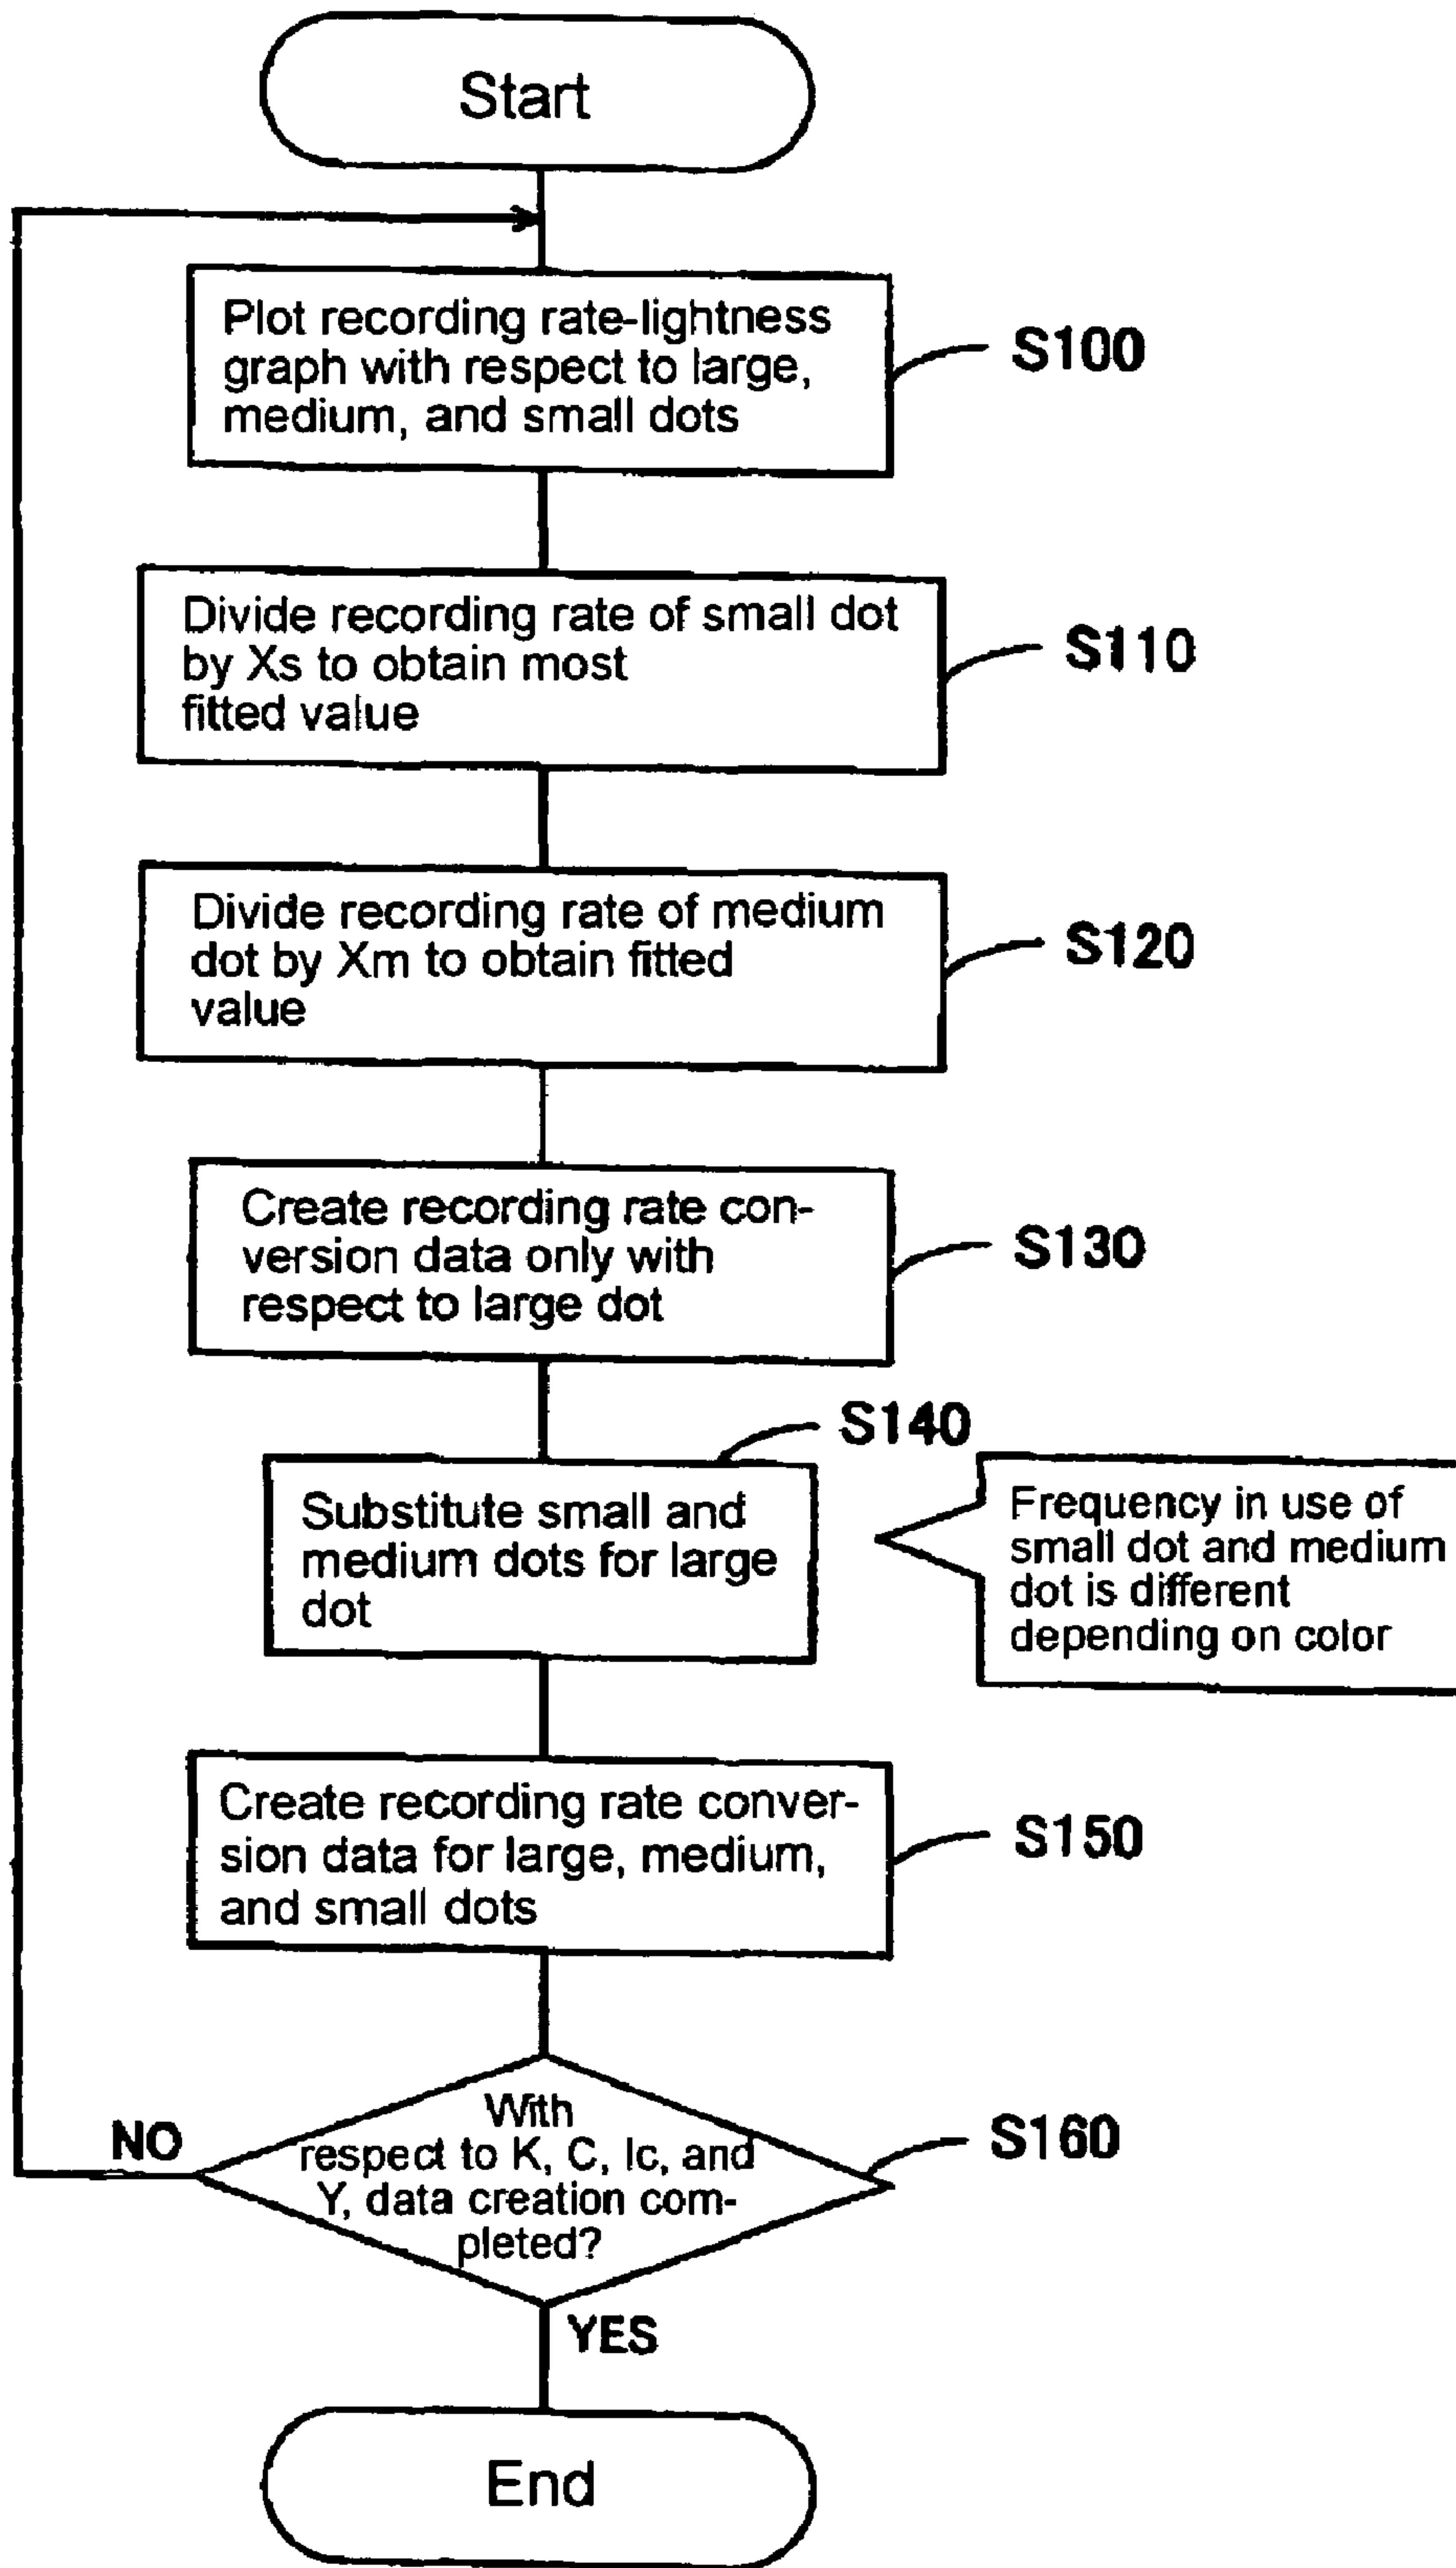 Start
Plot recording rate-lightness
graph with respect to large,
medium, and small dots
S100
Divide recording rate of small dot
by Xs to obtain most
fitted value
S110
Divide recording rate of medium
dot by Xm to obtain fitted
value
S120
Create recording rate con-
version data only with
respect to large dot
S130
S140
Substitute small and
medium dots for large
dot
Frequency in use of
small dot and medium
dot is different
depending on color
Create recording rate conver-
sion data for large, medium,
and small dots
S150
With
respect to K, C, lc, and
Y, data creation com-
pleted?
S160
NO
YES
End